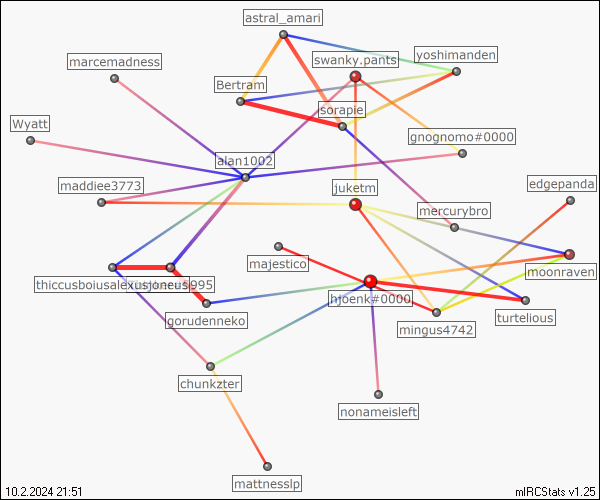 astral_amari
swanky.pants
yoshimanden
marcemadness
Bertram
sorapie
Wyatt
gnognomo#0000
alan1002
maddiee3773
juketm
edgepanda
mercurybro
majestico
moonraven
thiccusboiusalexius
hjoenk#0000
gorudenneko
turtelious
mingus4742
chunkzter
nonameisleft
mattnesslp
10.2.2024 21:51
mIRCStats v1.25